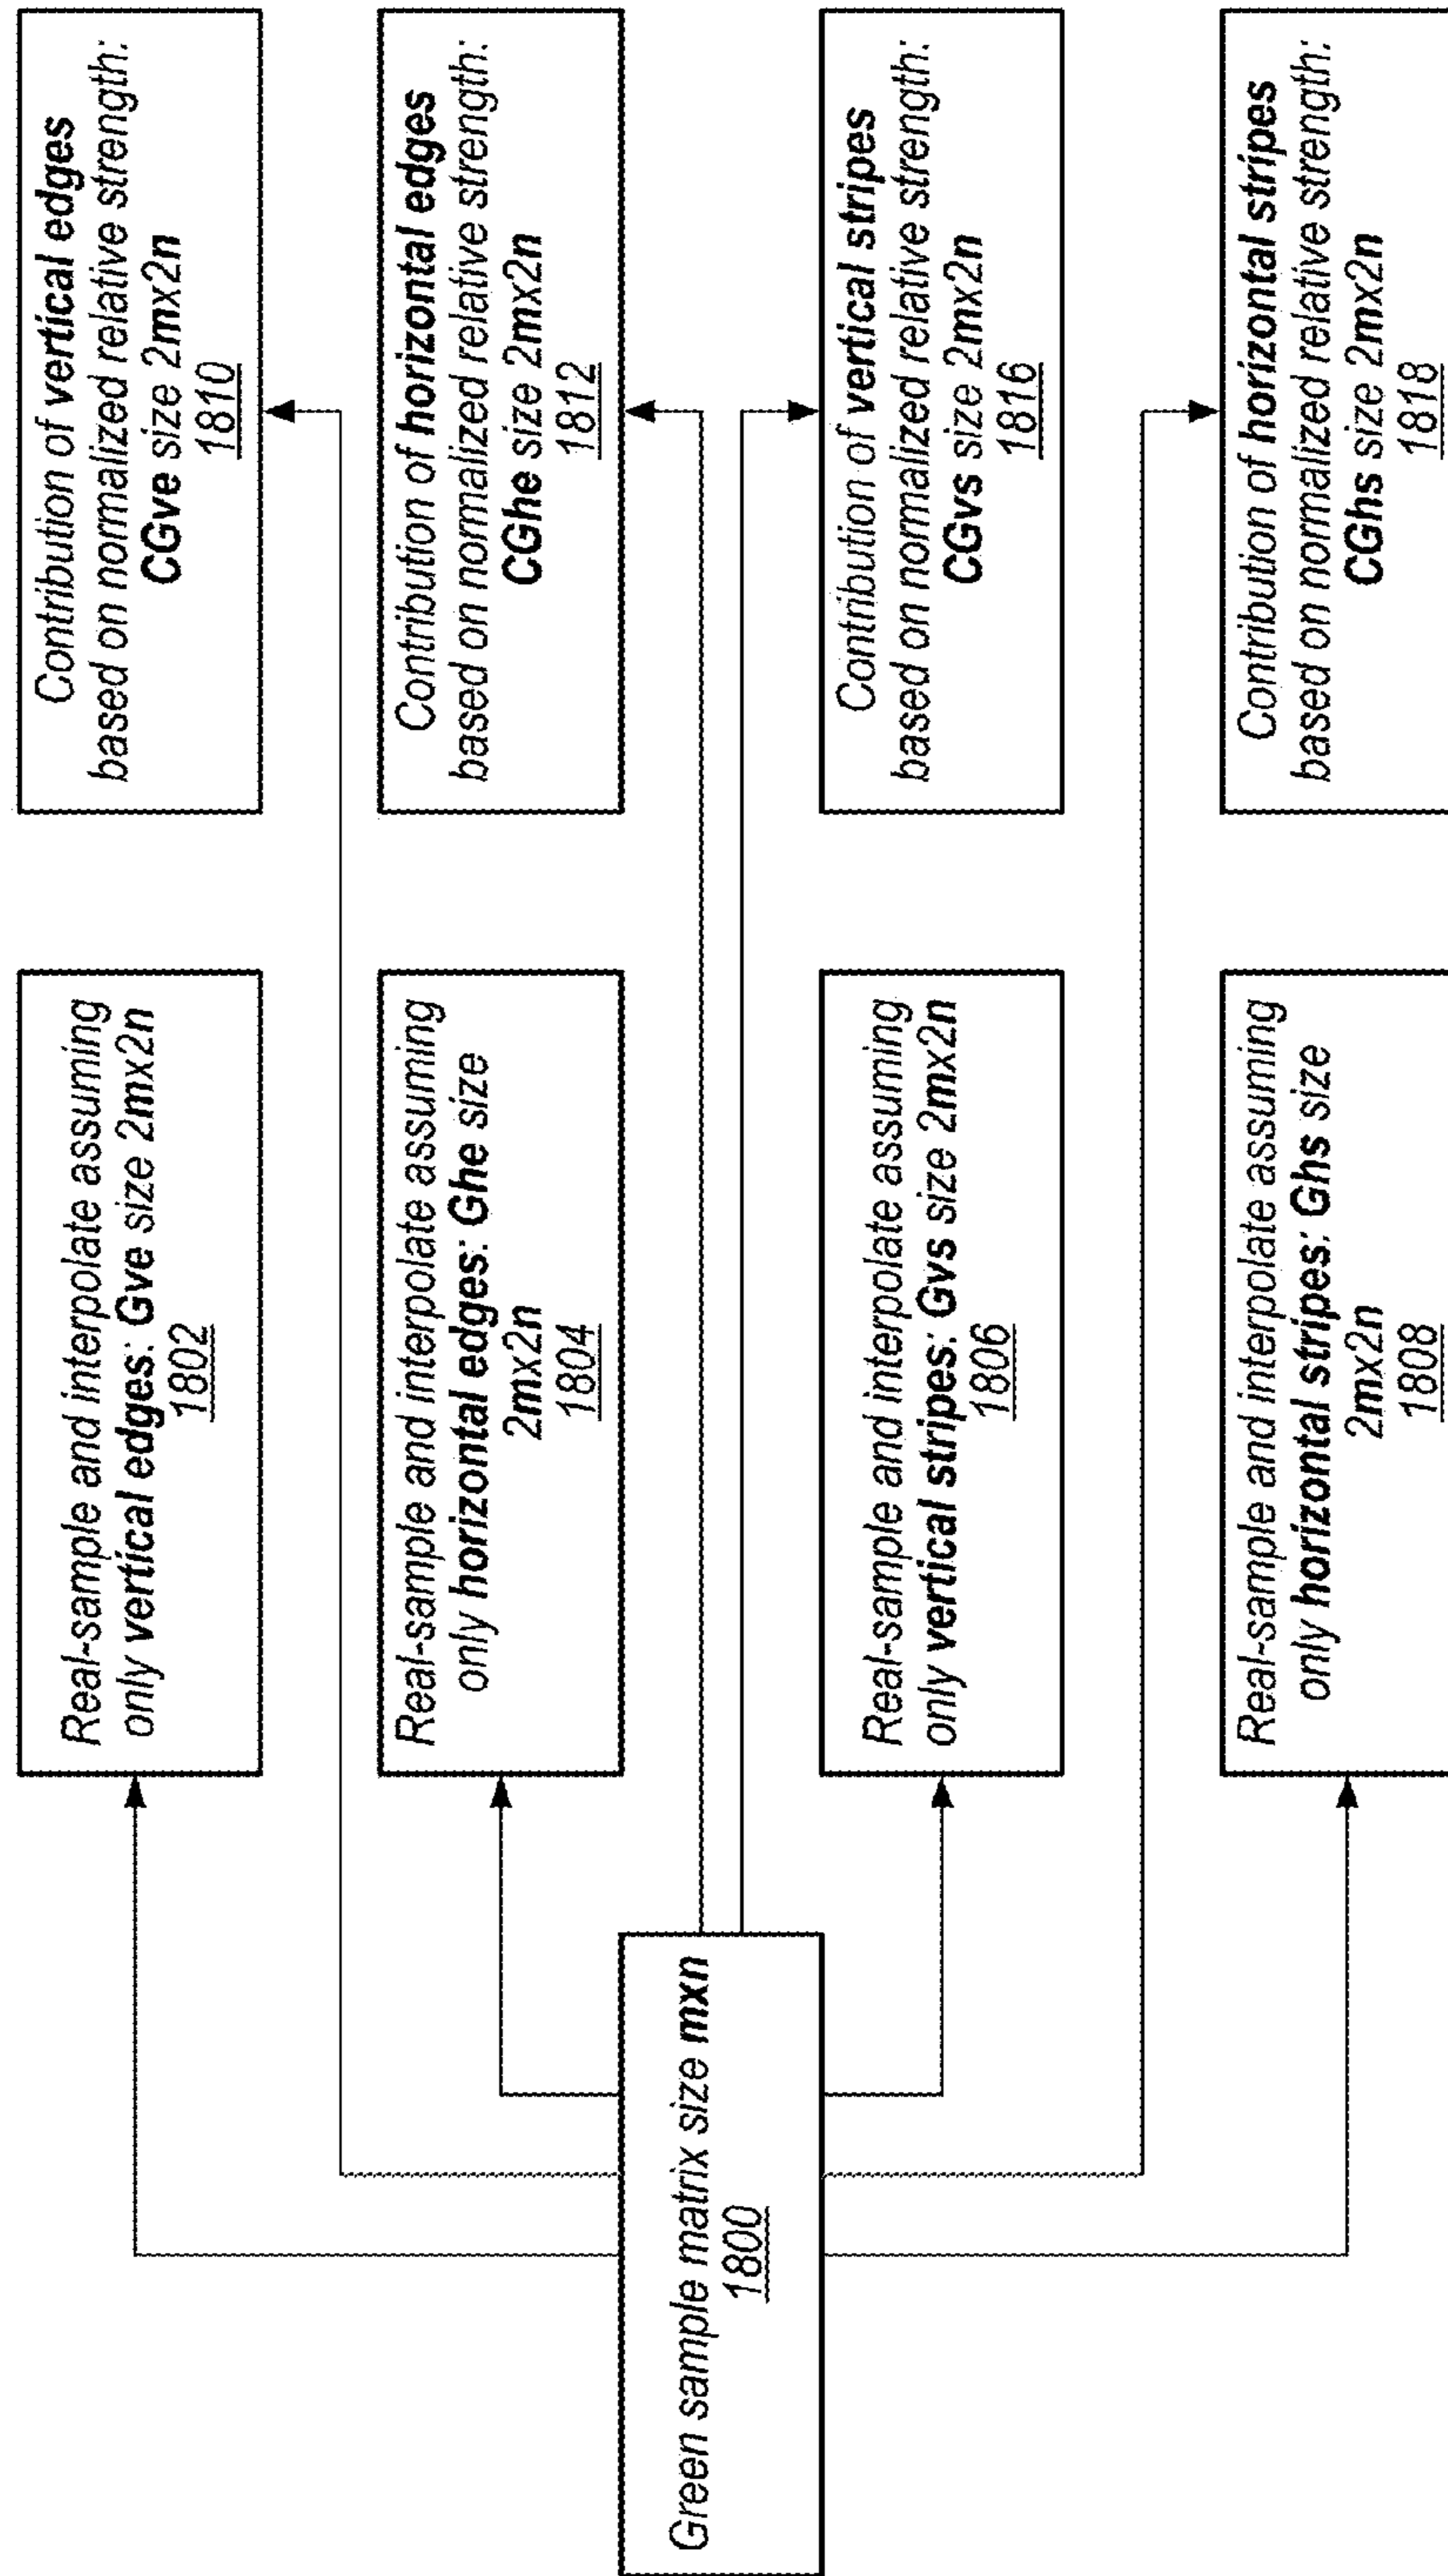 Green sample matrix size mxn
1800
Real-sample and interpolate assuming
only vertical edges: Gve size 2mx2n
1802
Real-sample and interpolate assuming
only horizontal edges: Ghe size
2mx2n
1804
Real-sample and interpolate assuming
only vertical stripes: Gvs size 2mx2n
1806
Real-sample and interpolate assuming
only horizontal stripes: Ghs size
2mx2n
1808
Contribution of vertical edges
based on normalized relative strength:
CGve size 2mx2n
1810
Contribution of horizontal edges
based on normalized relative strength:
CGhe size 2mx2n
1812
Contribution of vertical stripes
based on normalized relative strength:
CGvs size 2mx2n
1816
Contribution of horizontal stripes
based on normalized relative strength:
CGhs size 2mx2n
1818